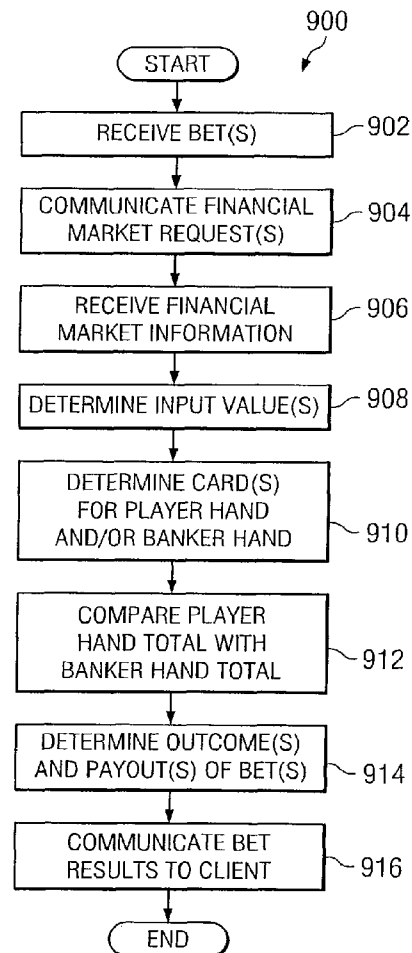 900
START
RECEIVE BET(S)
902
COMMUNICATE FINANCIAL
MARKET REQUEST(S)
904
RECEIVE FINANCIAL
MARKET INFORMATION
906
DETERMINE INPUT VALUE(S)
908
DETERMINE CARD(S)
FOR PLAYER HAND
AND/OR BANKER HAND
910
COMPARE PLAYER
HAND TOTAL WITH
BANKER HAND TOTAL
912
DETERMINE OUTCOME(S)
AND PAYOUT(S) OF BET(S)
914
COMMUNICATE BET
RESULTS TO CLIENT
916
END